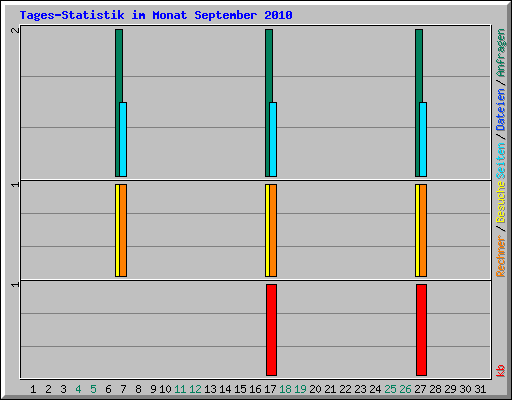 Tages-Statistik im Monat September 2010
2
1
1
Rechner / Besuche Seiten / Dateien / Anfragen
kb
1 2 3 4 5 6 7 8 9 10 11 12 13 14 15 16 17 18 19 20 21 22 23 24 25 26 27 28 29 30 31